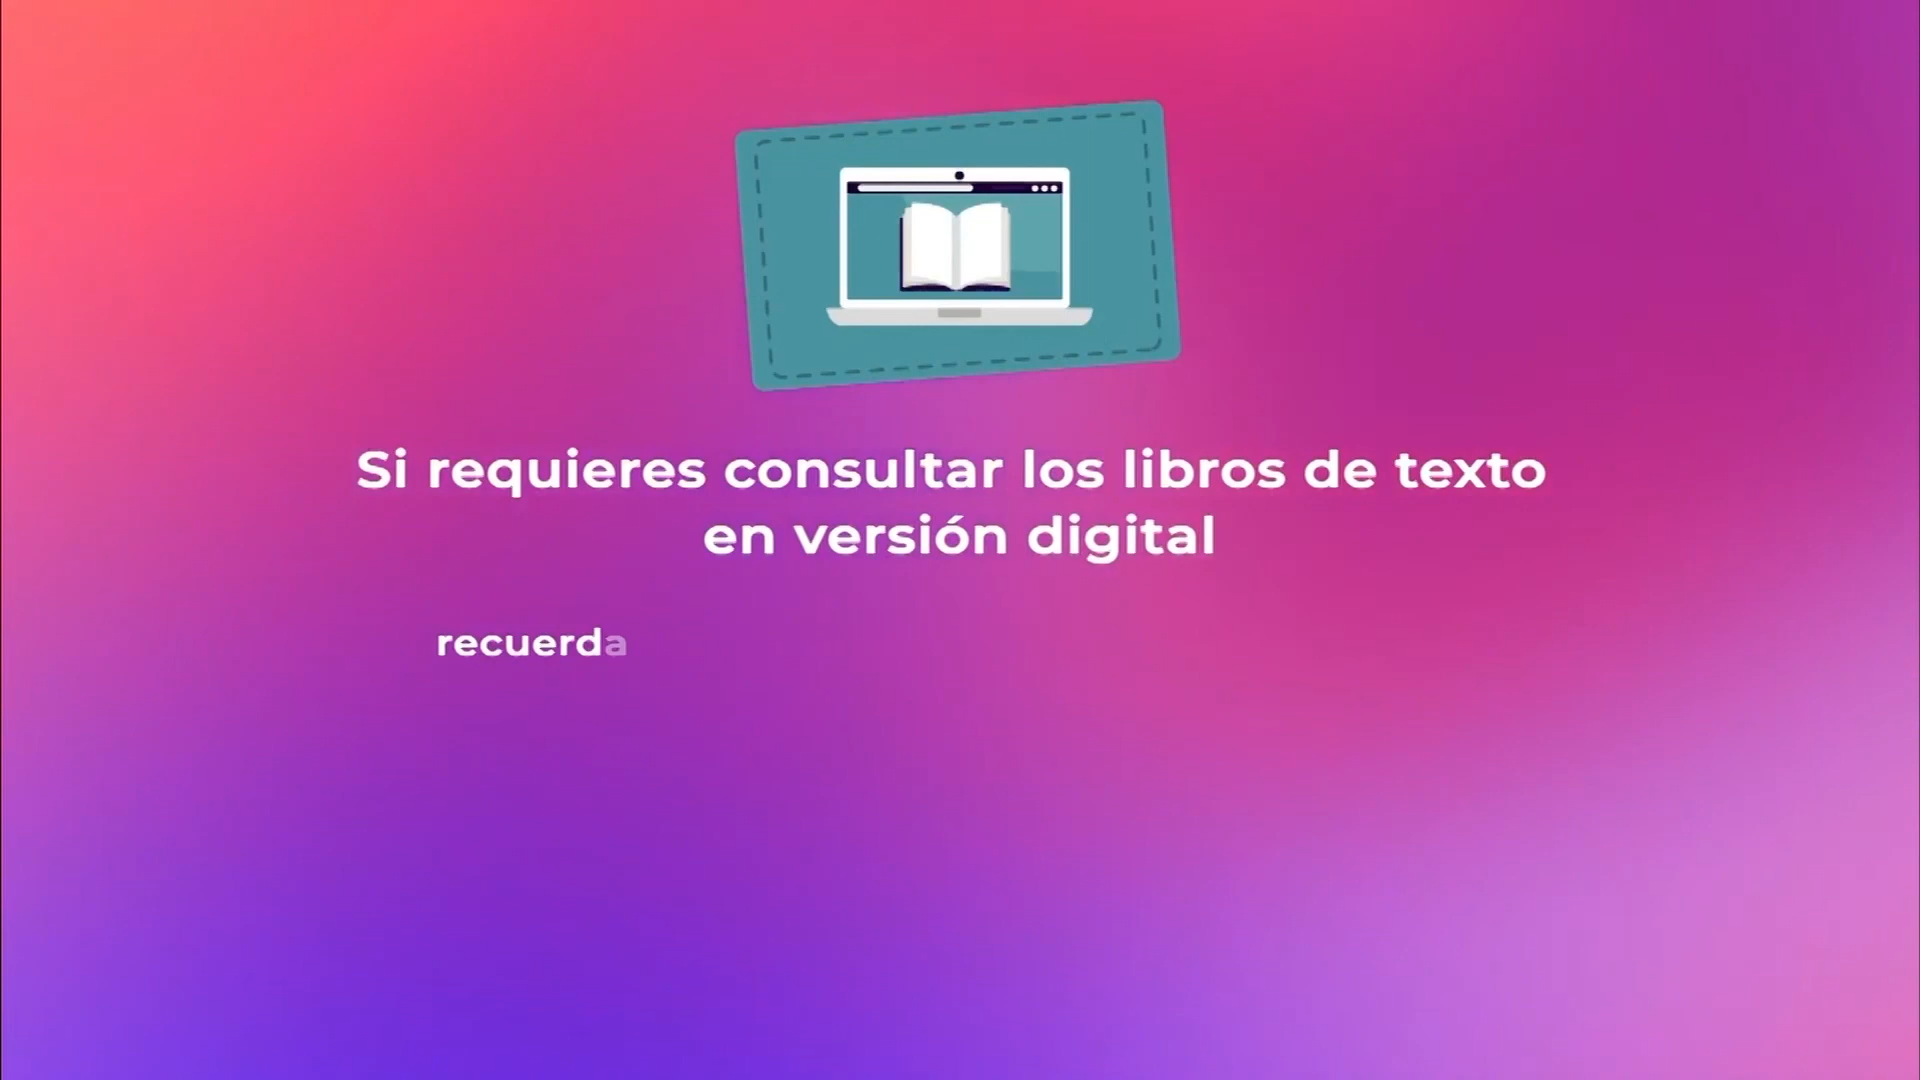 Si requieres consultar los libros de texto
en versión digital
recuerda